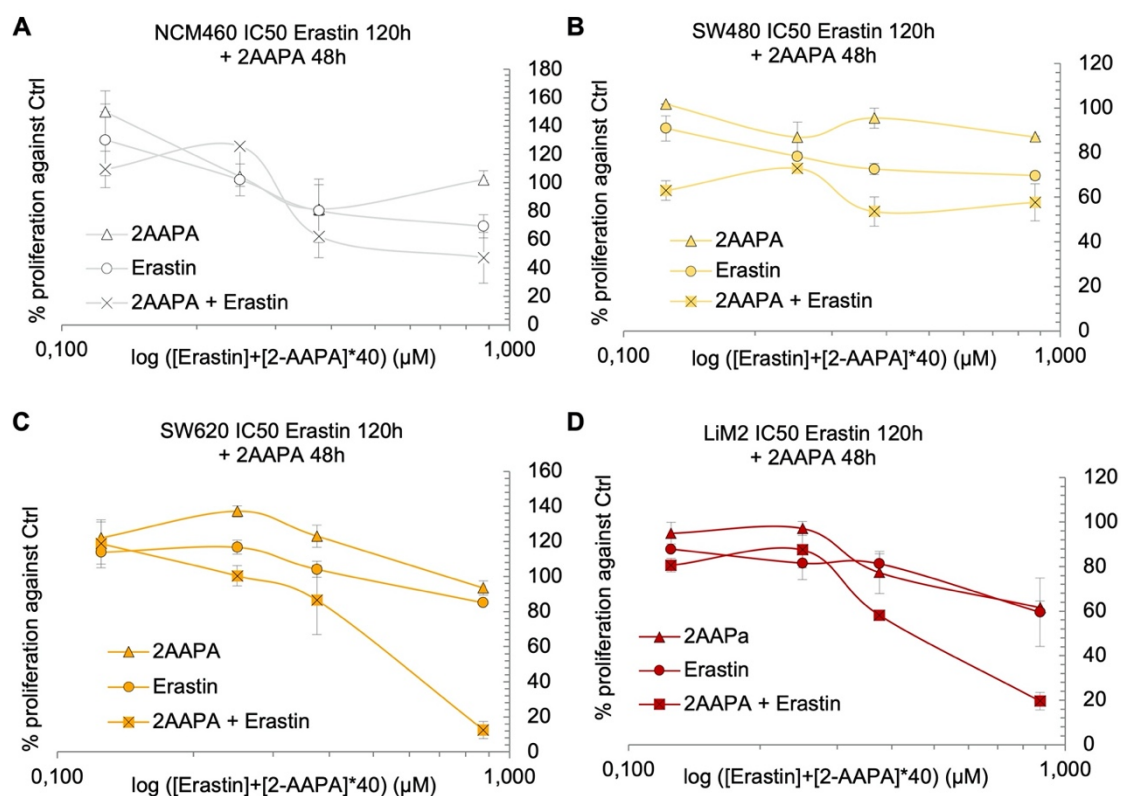 A
NCM460 IC50 Erastin 120h
+ 2AAPA 48h
% proliferation against Ctrl
180
160
140
120
100
80
60
40
20
0
2AAPA
Erastin
2AAPA + Erastin
0,100
log ([Erastin]+[2-AAPA]*40) (µM)
1,000
B
SW480 IC50 Erastin 120h
+ 2AAPA 48h
% proliferation against Ctrl
120
100
80
60
40
20
0
2AAPA
Erastin
2AAPA + Erastin
0,100
log ([Erastin]+[2-AAPA]*40) (µM)
1,000
C
SW620 IC50 Erastin 120h
+ 2AAPA 48h
% proliferation against Ctrl
160
140
120
100
80
60
40
20
0
2AAPA
Erastin
2AAPA + Erastin
0,100
log ([Erastin]+[2-AAPA]*40) (µM)
1,000
D
LiM2 IC50 Erastin 120h
+ 2AAPA 48h
% proliferation against Ctrl
120
100
80
60
40
20
0
2AAPa
Erastin
2AAPA + Erastin
0,100
log ([Erastin]+[2-AAPA]*40) (µM)
1,000